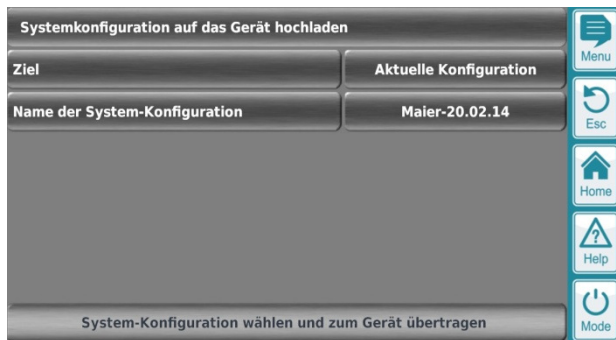 Systemkonfiguration auf das Gerät hochladen
Ziel
Aktuelle Konfiguration
Name der System-Konfiguration
Maier-20.02.14
System-Konfiguration wählen und zum Gerät übertragen
Menu
Esc
Home
?
Help
Mode